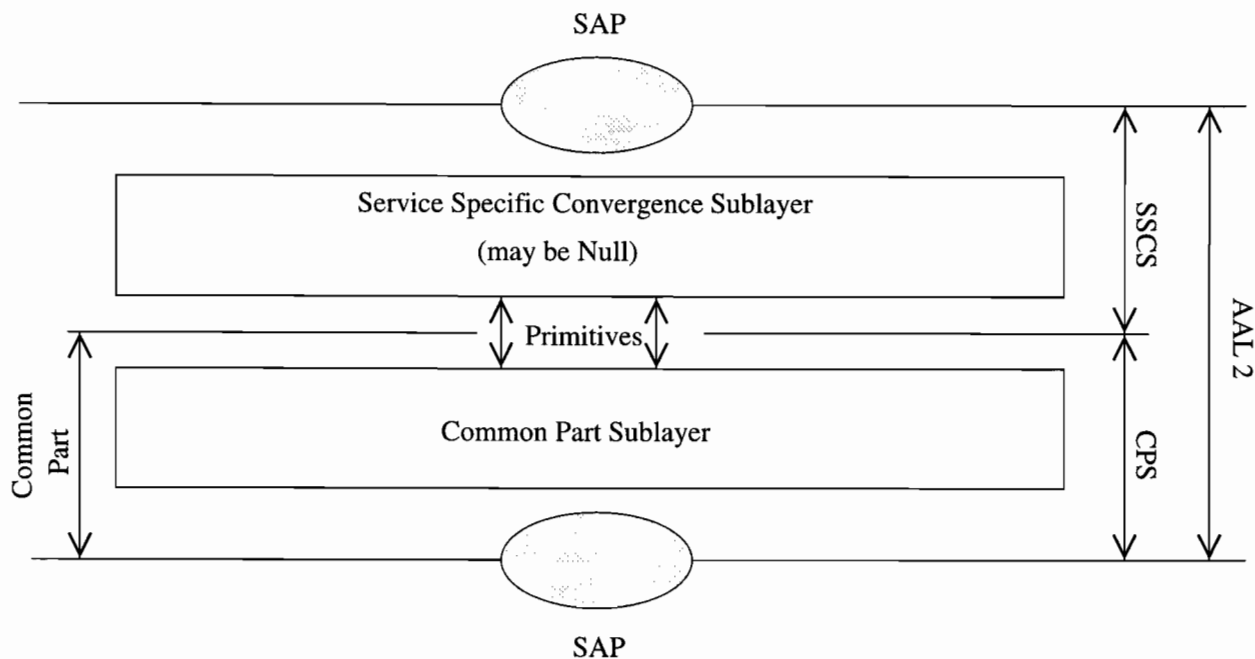 SAP
Service Specific Convergence Sublayer
(may be Null)
SSCS
Primitives
AAL 2
Common
Part
Common Part Sublayer
CPS
SAP